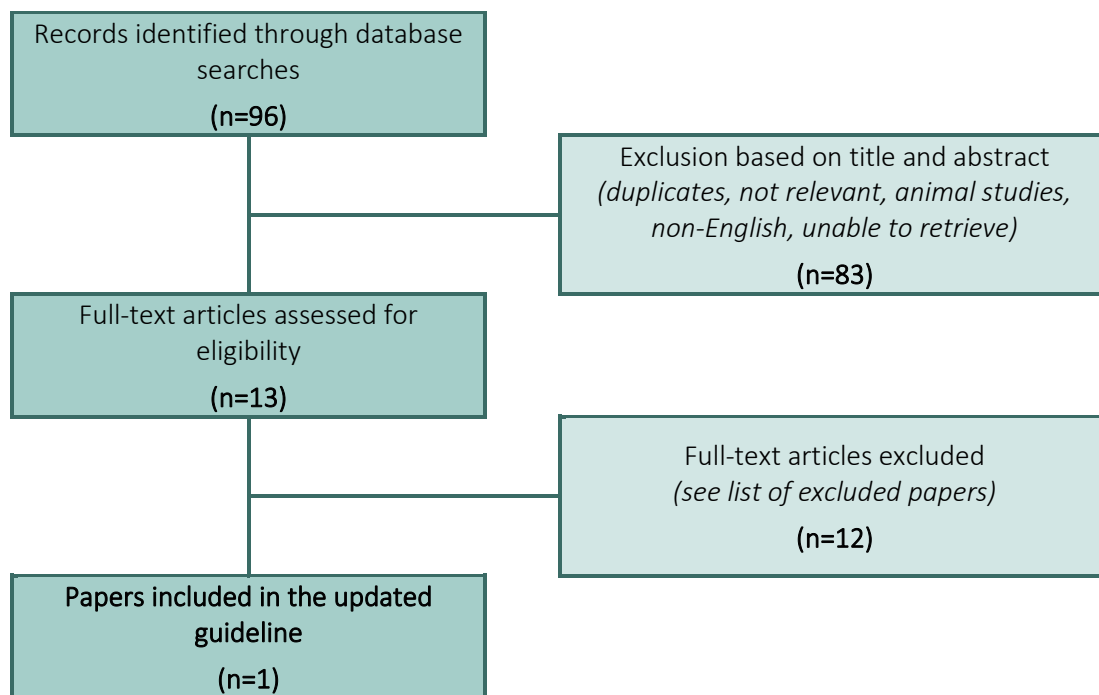 Records identified through database
searches
(n=96)
Exclusion based on title and abstract
(duplicates, not relevant, animal studies,
non-English, unable to retrieve)
(n=83)
Full-text articles assessed for
eligibility
(n=13)
Full-text articles excluded
(see list of excluded papers)
(n=12)
Papers included in the updated
guideline
(n=1)